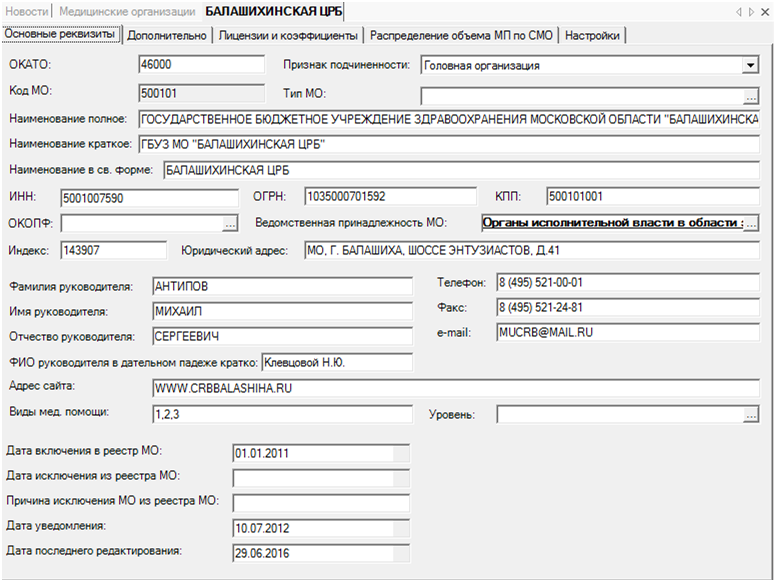 Новости Медицинские организации БАЛАШИХИНСКАЯ ЦРБ
Основные реквизиты Дополнительно Лицензии и коэффициенты Распределение объема МП по СМО Настройки
ОКАТО: 46000 Признак подчиненности: Головная организация
Код МО: 500101 Тип МО: ...
Наименование полное: ГОСУДАРСТВЕННОЕ БЮДЖЕТНОЕ УЧРЕЖДЕНИЕ ЗДРАВООХРАНЕНИЯ МОСКОВСКОЙ ОБЛАСТИ "БАЛАШИХИНСКА
Наименование краткое: ГБУЗ МО "БАЛАШИХИНСКАЯ ЦРБ"
Наименование в св. форме: БАЛАШИХИНСКАЯ ЦРБ
ИНН: 5001007590 ОГРН: 1035000701592 КПП: 500101001
ОКОПФ: ... Ведомственная принадлежность МО: Органы исполнительной власти в области ...
Индекс: 143907 Юридический адрес: МО, Г. БАЛАШИХА, ШОССЕ ЭНТУЗИАСТОВ, Д.41
Фамилия руководителя: АНТИПОВ Телефон: 8 (495) 521-00-01
Имя руководителя: МИХАИЛ Факс: 8 (495) 521-24-81
Отчество руководителя: СЕРГЕЕВИЧ e-mail: MUCRB@MAIL.RU
ФИО руководителя в дательном падеже кратко: Клевцовой Н.Ю.
Адрес сайта: WWW.CRBBALASHIHA.RU
Виды мед. помощи: 1,2,3 Уровень: ...
Дата включения в реестр МО: 01.01.2011
Дата исключения из реестра МО:
Причина исключения МО из реестра МО:
Дата уведомления: 10.07.2012
Дата последнего редактирования: 29.06.2016